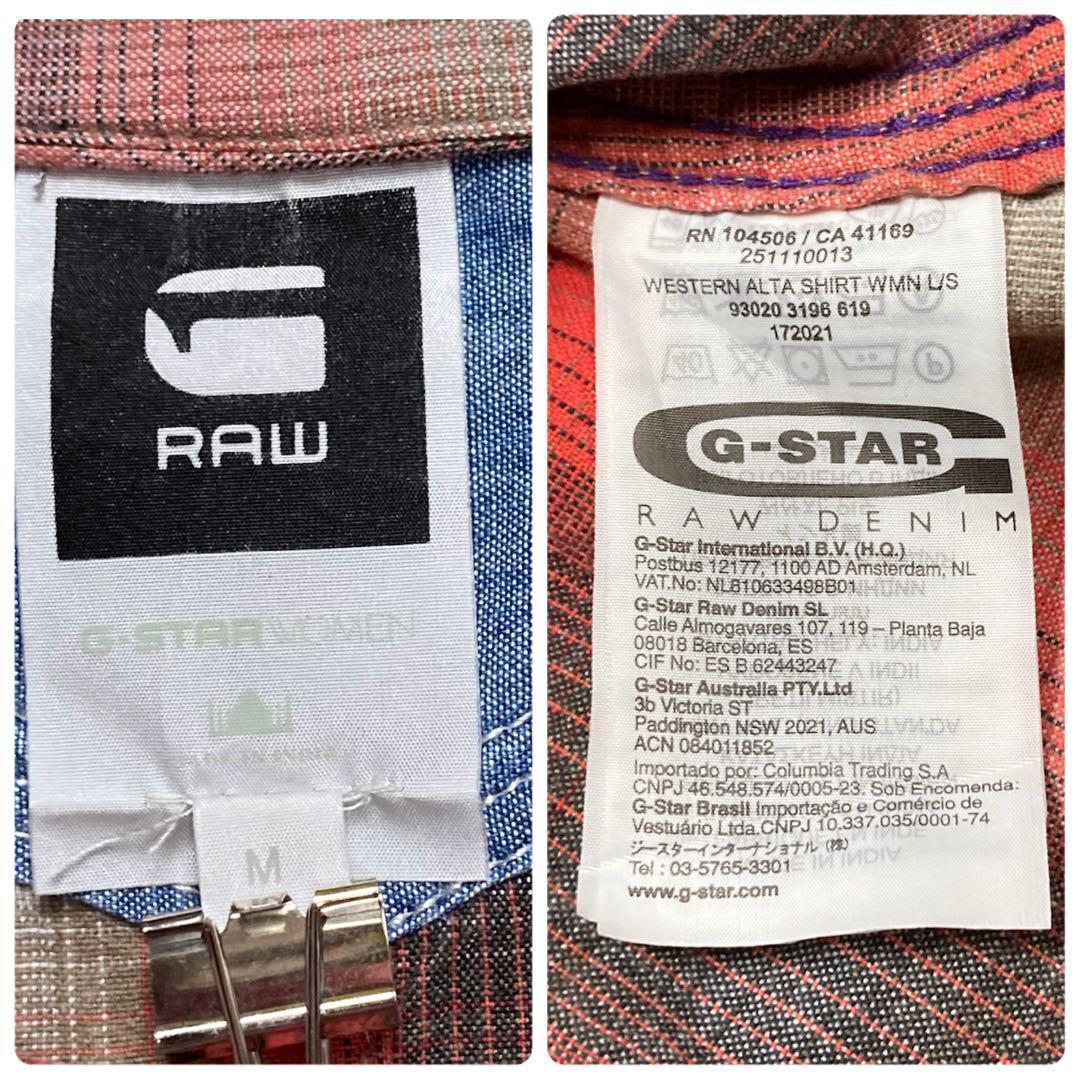 RAW
G-STAR WOMEN
M
RN 104506 / CA 41169
251110013
WESTERN ALTA SHIRT WMN L/S
93020 3196 619
172021
40
P
G-STAR
RAW DENIM
G-Star International B.V. (H.Q.)
Postbus 12177, 1100 AD Amsterdam, NL
VAT.No: NL810633498B01
G-Star Raw Denim SL
Calle Almogavares 107, 119 – Planta Baja
08018 Barcelona, ES
CIF No: ES B 62443247
G-Star Australia PTY.Ltd
3b Victoria ST
Paddington NSW 2021, AUS
ACN 084011852
Importado por: Columbia Trading S.A.
CNPJ 46.548.574/0005-23. Sob Encomenda:
G-Star Brasil Importação e Comércio de
Vestuário Ltda.CNPJ 10.337.035/0001-74
ジースターインターナショナル (株)
Tel : 03-5765-3301
www.g-star.com